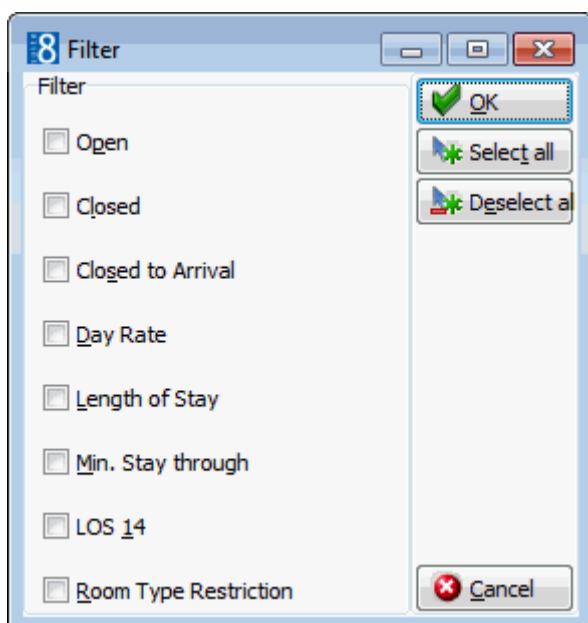 8 Filter
Filter
OK
Open
Select all
Closed
Deselect al
Closed to Arrival
Day Rate
Length of Stay
Min. Stay through
LOS 14
Room Type Restriction
Cancel